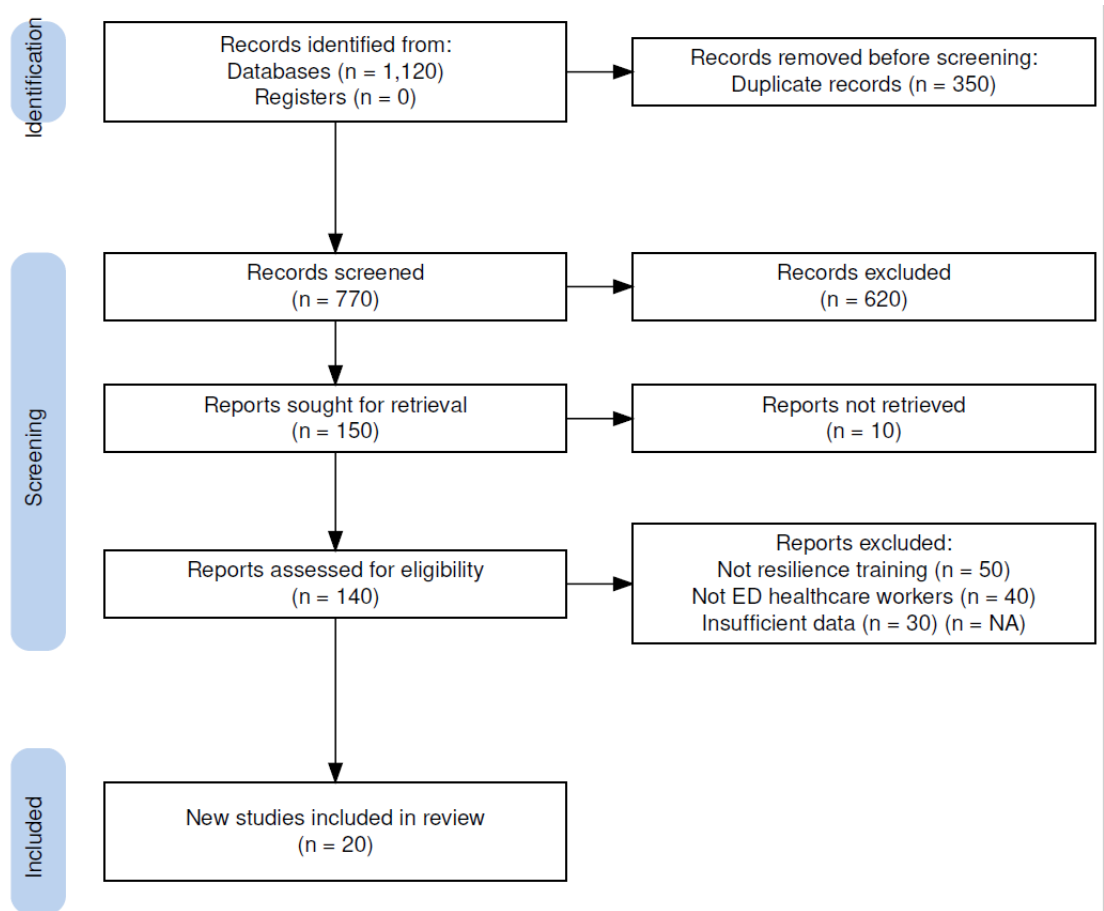 Identification
Records identified from:
Databases (n = 1,120)
Registers (n = 0)
Records removed before screening:
Duplicate records (n = 350)
Screening
Records screened
(n = 770)
Records excluded
(n = 620)
Reports sought for retrieval
(n = 150)
Reports not retrieved
(n = 10)
Reports assessed for eligibility
(n = 140)
Reports excluded:
Not resilience training (n = 50)
Not ED healthcare workers (n = 40)
Insufficient data (n = 30) (n = NA)
Included
New studies included in review
(n = 20)